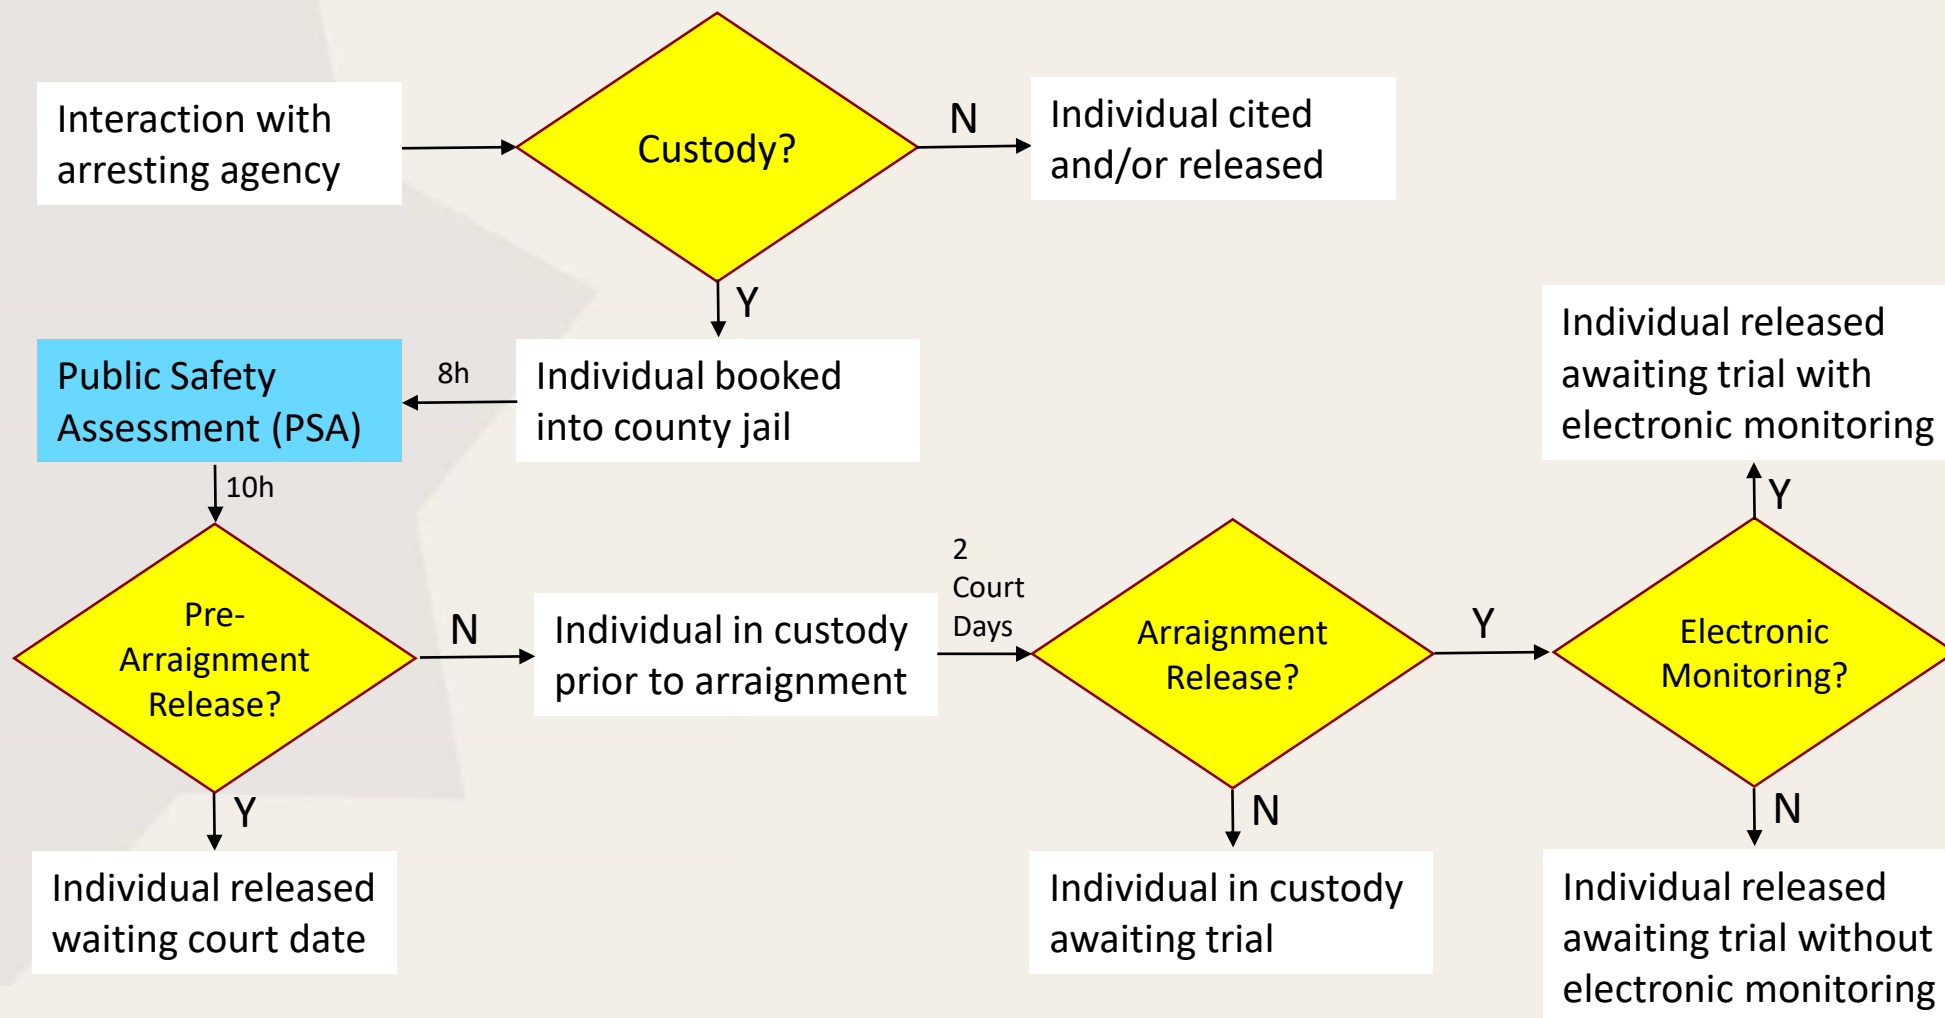 Interaction with
arresting agency
Custody?
N
Individual cited
and/or released
Y
Individual booked
into county jail
8h
Public Safety
Assessment (PSA)
10h
Pre-
Arraignment
Release?
Y
Individual released
waiting court date
N
Individual in custody
prior to arraignment
2
Court
Days
Arraignment
Release?
N
Individual in custody
awaiting trial
Y
Electronic
Monitoring?
Y
Individual released
awaiting trial with
electronic monitoring
N
Individual released
awaiting trial without
electronic monitoring